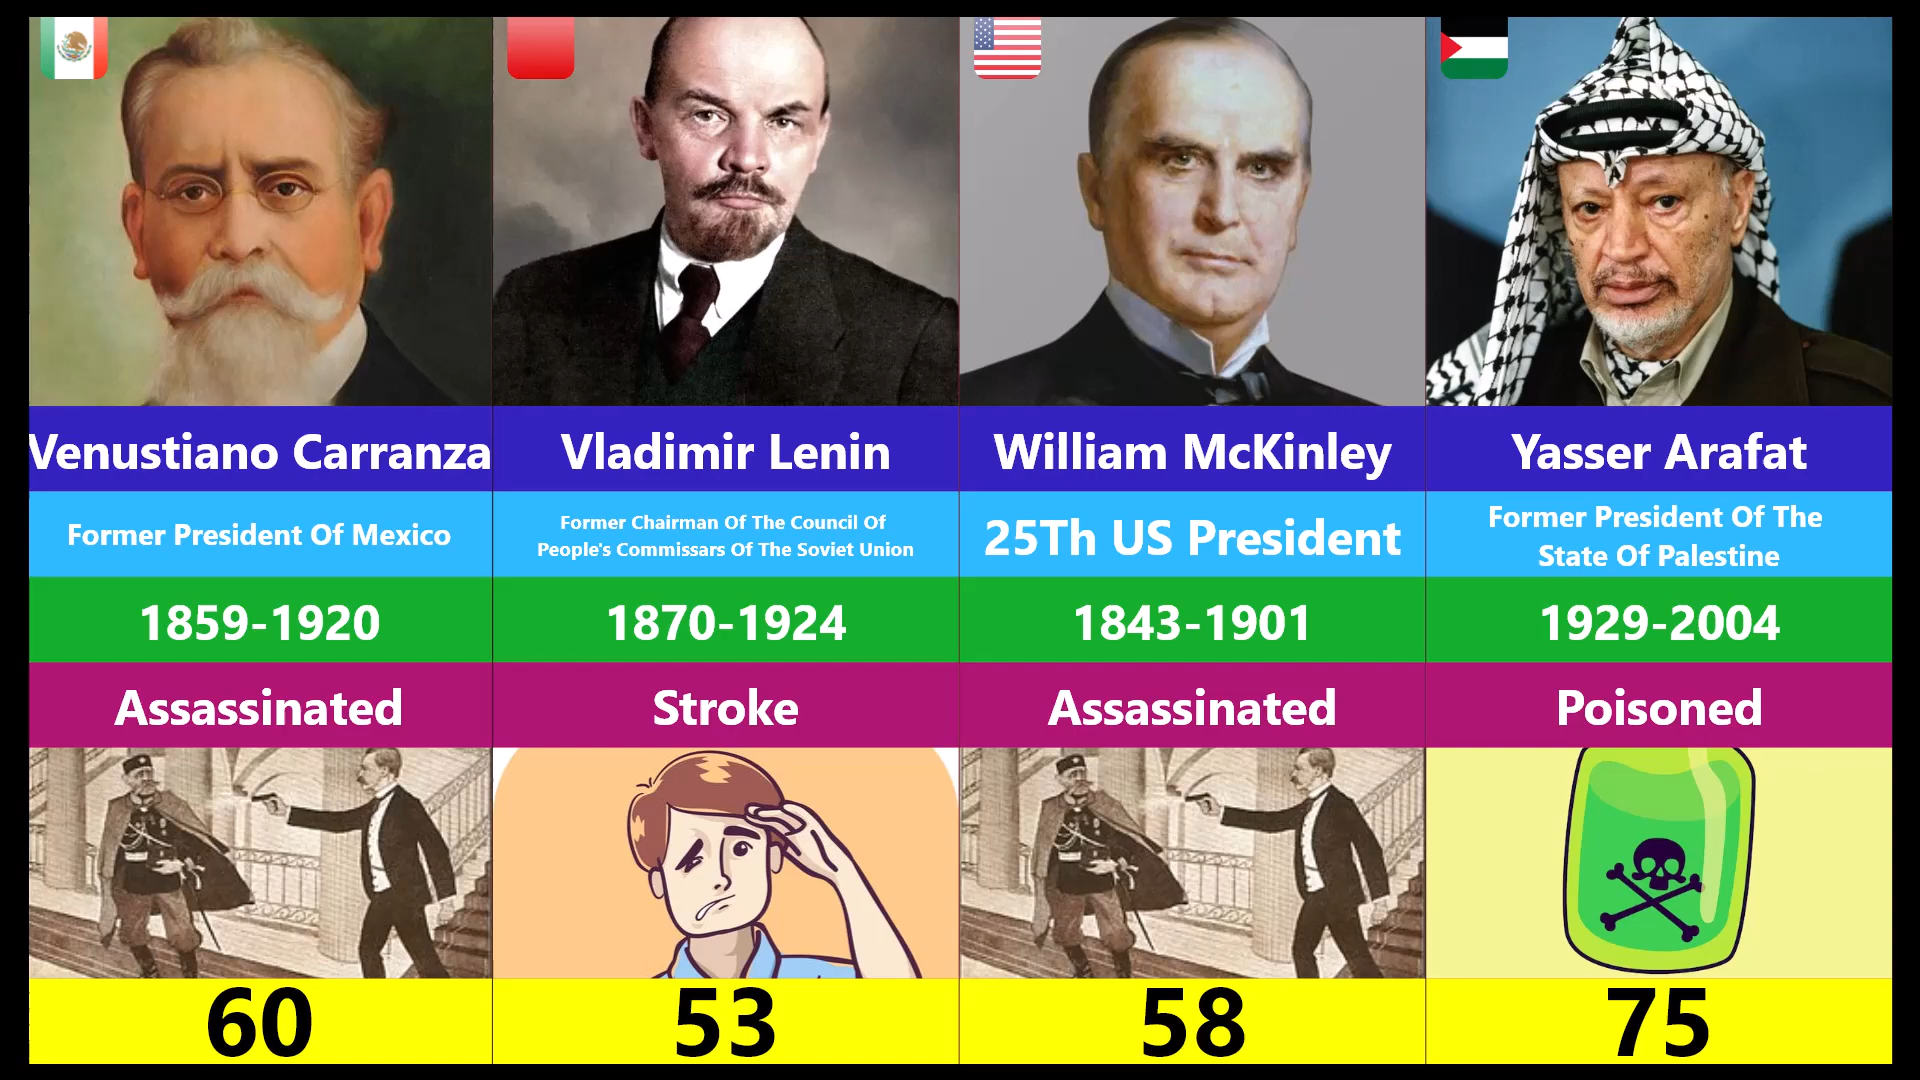 Venustiano Carranza
Former President Of Mexico
1859-1920
Assassinated
60
Vladimir Lenin
Former Chairman Of The Council Of
People's Commissars Of The Soviet Union
1870-1924
Stroke
53
William McKinley
25Th US President
1843-1901
Assassinated
58
Yasser Arafat
Former President Of The
State Of Palestine
1929-2004
Poisoned
75